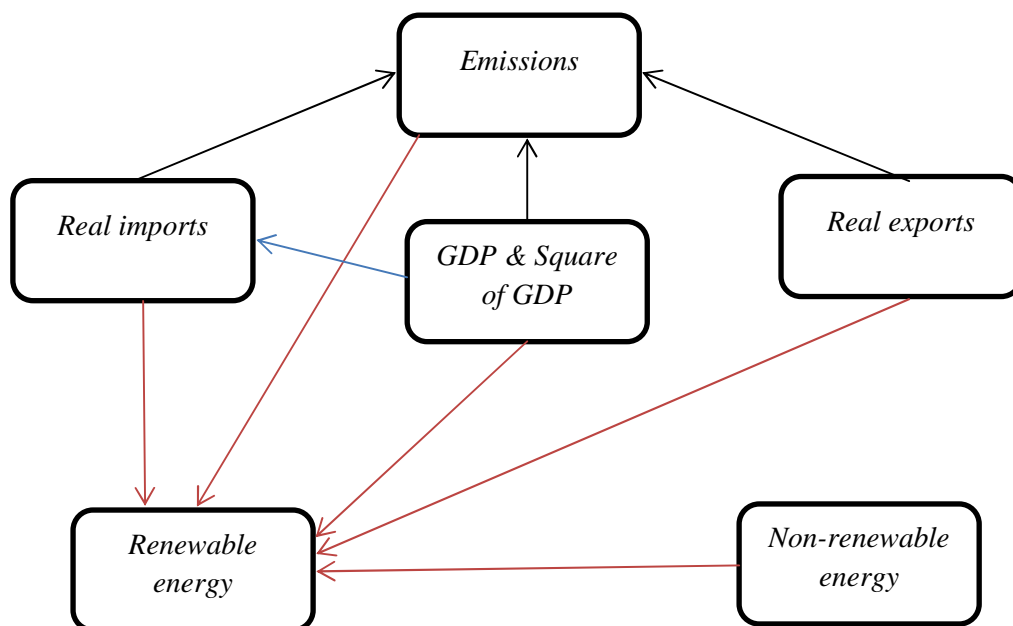 Emissions
Real imports
GDP & Square
of GDP
Real exports
Renewable
energy
Non-renewable
energy